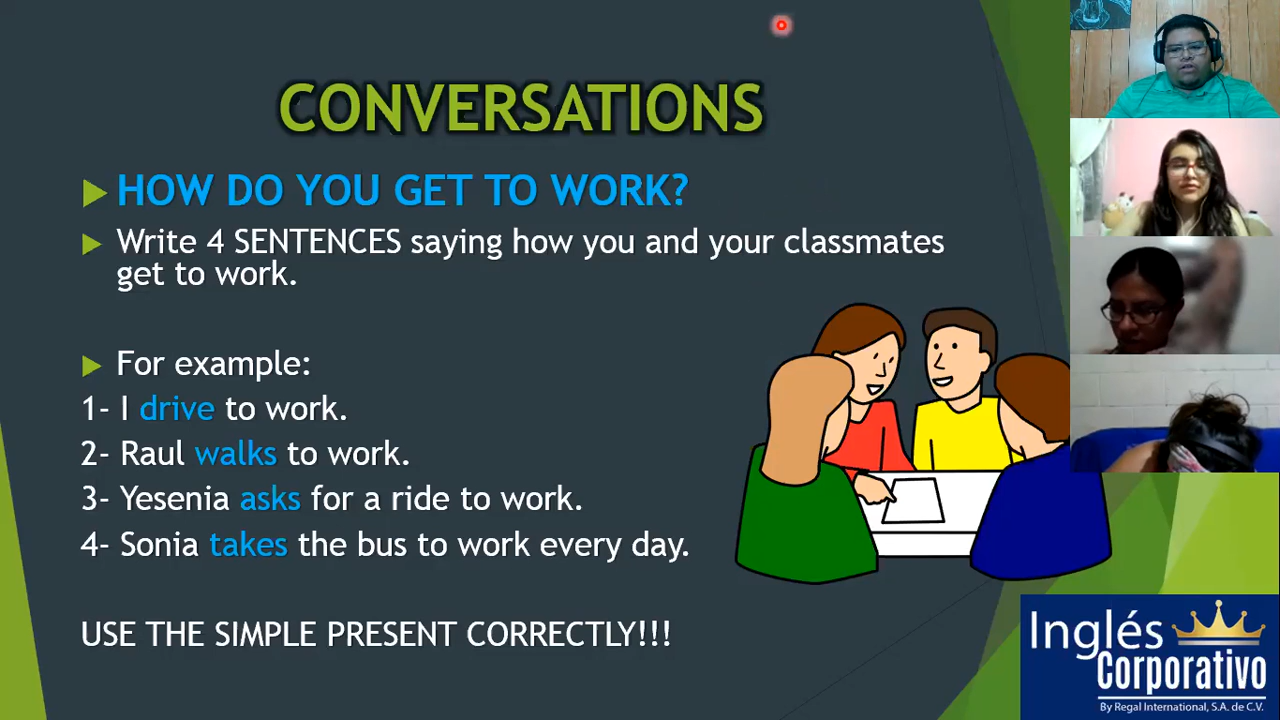 CONVERSATIONS
HOW DO YOU GET TO WORK?
Write 4 SENTENCES saying how you and your classmates
get to work.
For example:
1- I drive to work.
2- Raul walks to work.
3- Yesenia asks for a ride to work.
4- Sonia takes the bus to work every day.
USE THE SIMPLE PRESENT CORRECTLY!!!
Inglés
Corporativo
By Regal International, S.A. de C.V.